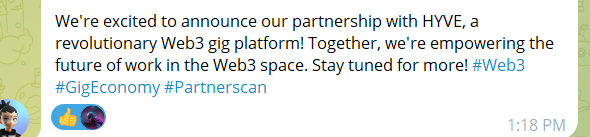 We're excited to announce our partnership with HYVE, a
revolutionary Web3 gig platform! Together, we're empowering the
future of work in the Web3 space. Stay tuned for more! #Web3
#GigEconomy #Partnerscan
1:18 PM